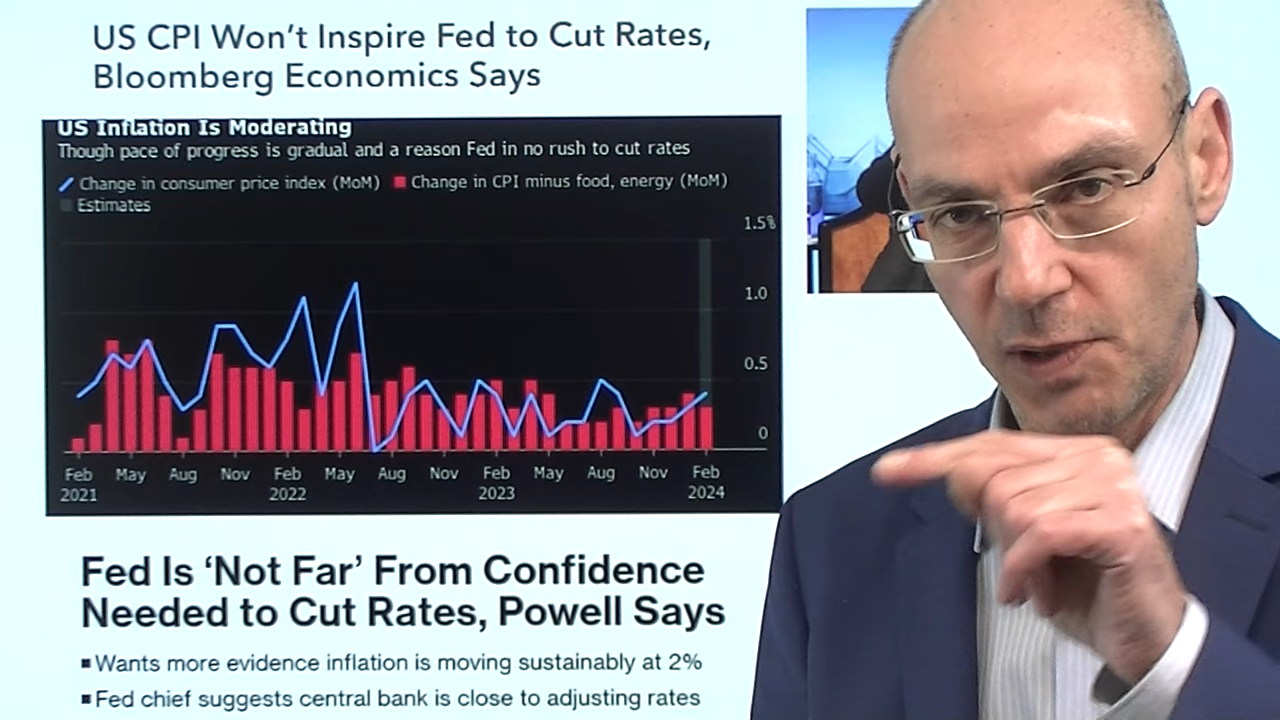 US CPI Won’t Inspire Fed to Cut Rates,
Bloomberg Economics Says
US Inflation Is Moderating
Though pace of progress is gradual and a reason Fed in no rush to cut rates
Change in consumer price index (MoM) Change in CPI minus food, energy (MoM)
Estimates
1.5%
1.0
0.5
0
Feb May Aug Nov Feb May Aug Nov Feb May Aug Nov Feb
2021 2022 2023 2024
Fed Is ‘Not Far’ From Confidence
Needed to Cut Rates, Powell Says
▪ Wants more evidence inflation is moving sustainably at 2%
▪ Fed chief suggests central bank is close to adjusting rates